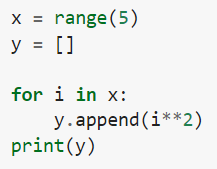 x = range(5)
y = []

for i in x:
    y.append(i**2)
print(y)